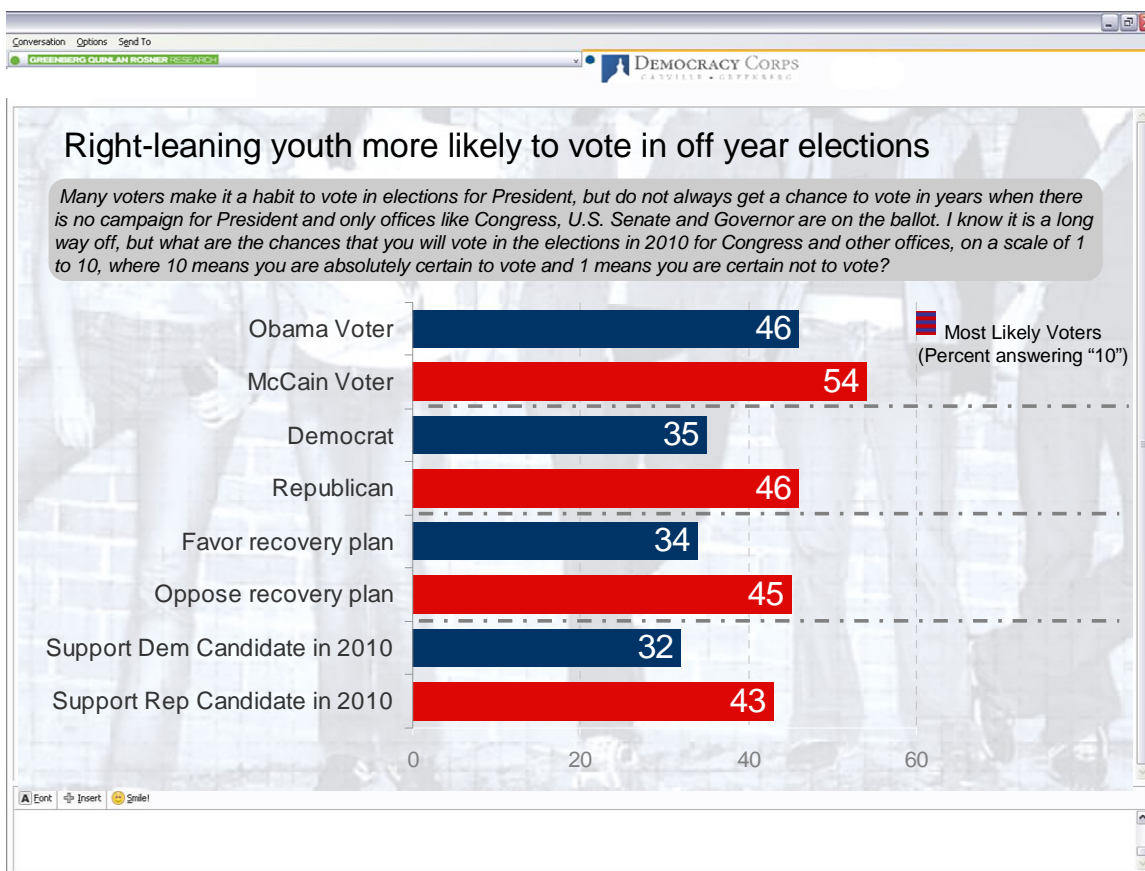 Conversation Options Send To
GREENBERG QUINLAN ROSNER RESEARCH
DEMOCRACY CORPS
Right-leaning youth more likely to vote in off year elections
Many voters make it a habit to vote in elections for President, but do not always get a chance to vote in years when there
is no campaign for President and only offices like Congress, U.S. Senate and Governor are on the ballot. I know it is a long
way off, but what are the chances that you will vote in the elections in 2010 for Congress and other offices, on a scale of 1
to 10, where 10 means you are absolutely certain to vote and 1 means you are certain not to vote?
Obama Voter 46
Most Likely Voters
(Percent answering “10”)
McCain Voter 54
Democrat 35
Republican 46
Favor recovery plan 34
Oppose recovery plan 45
Support Dem Candidate in 2010 32
Support Rep Candidate in 2010 43
0 20 40 60
A Font Insert Smile!